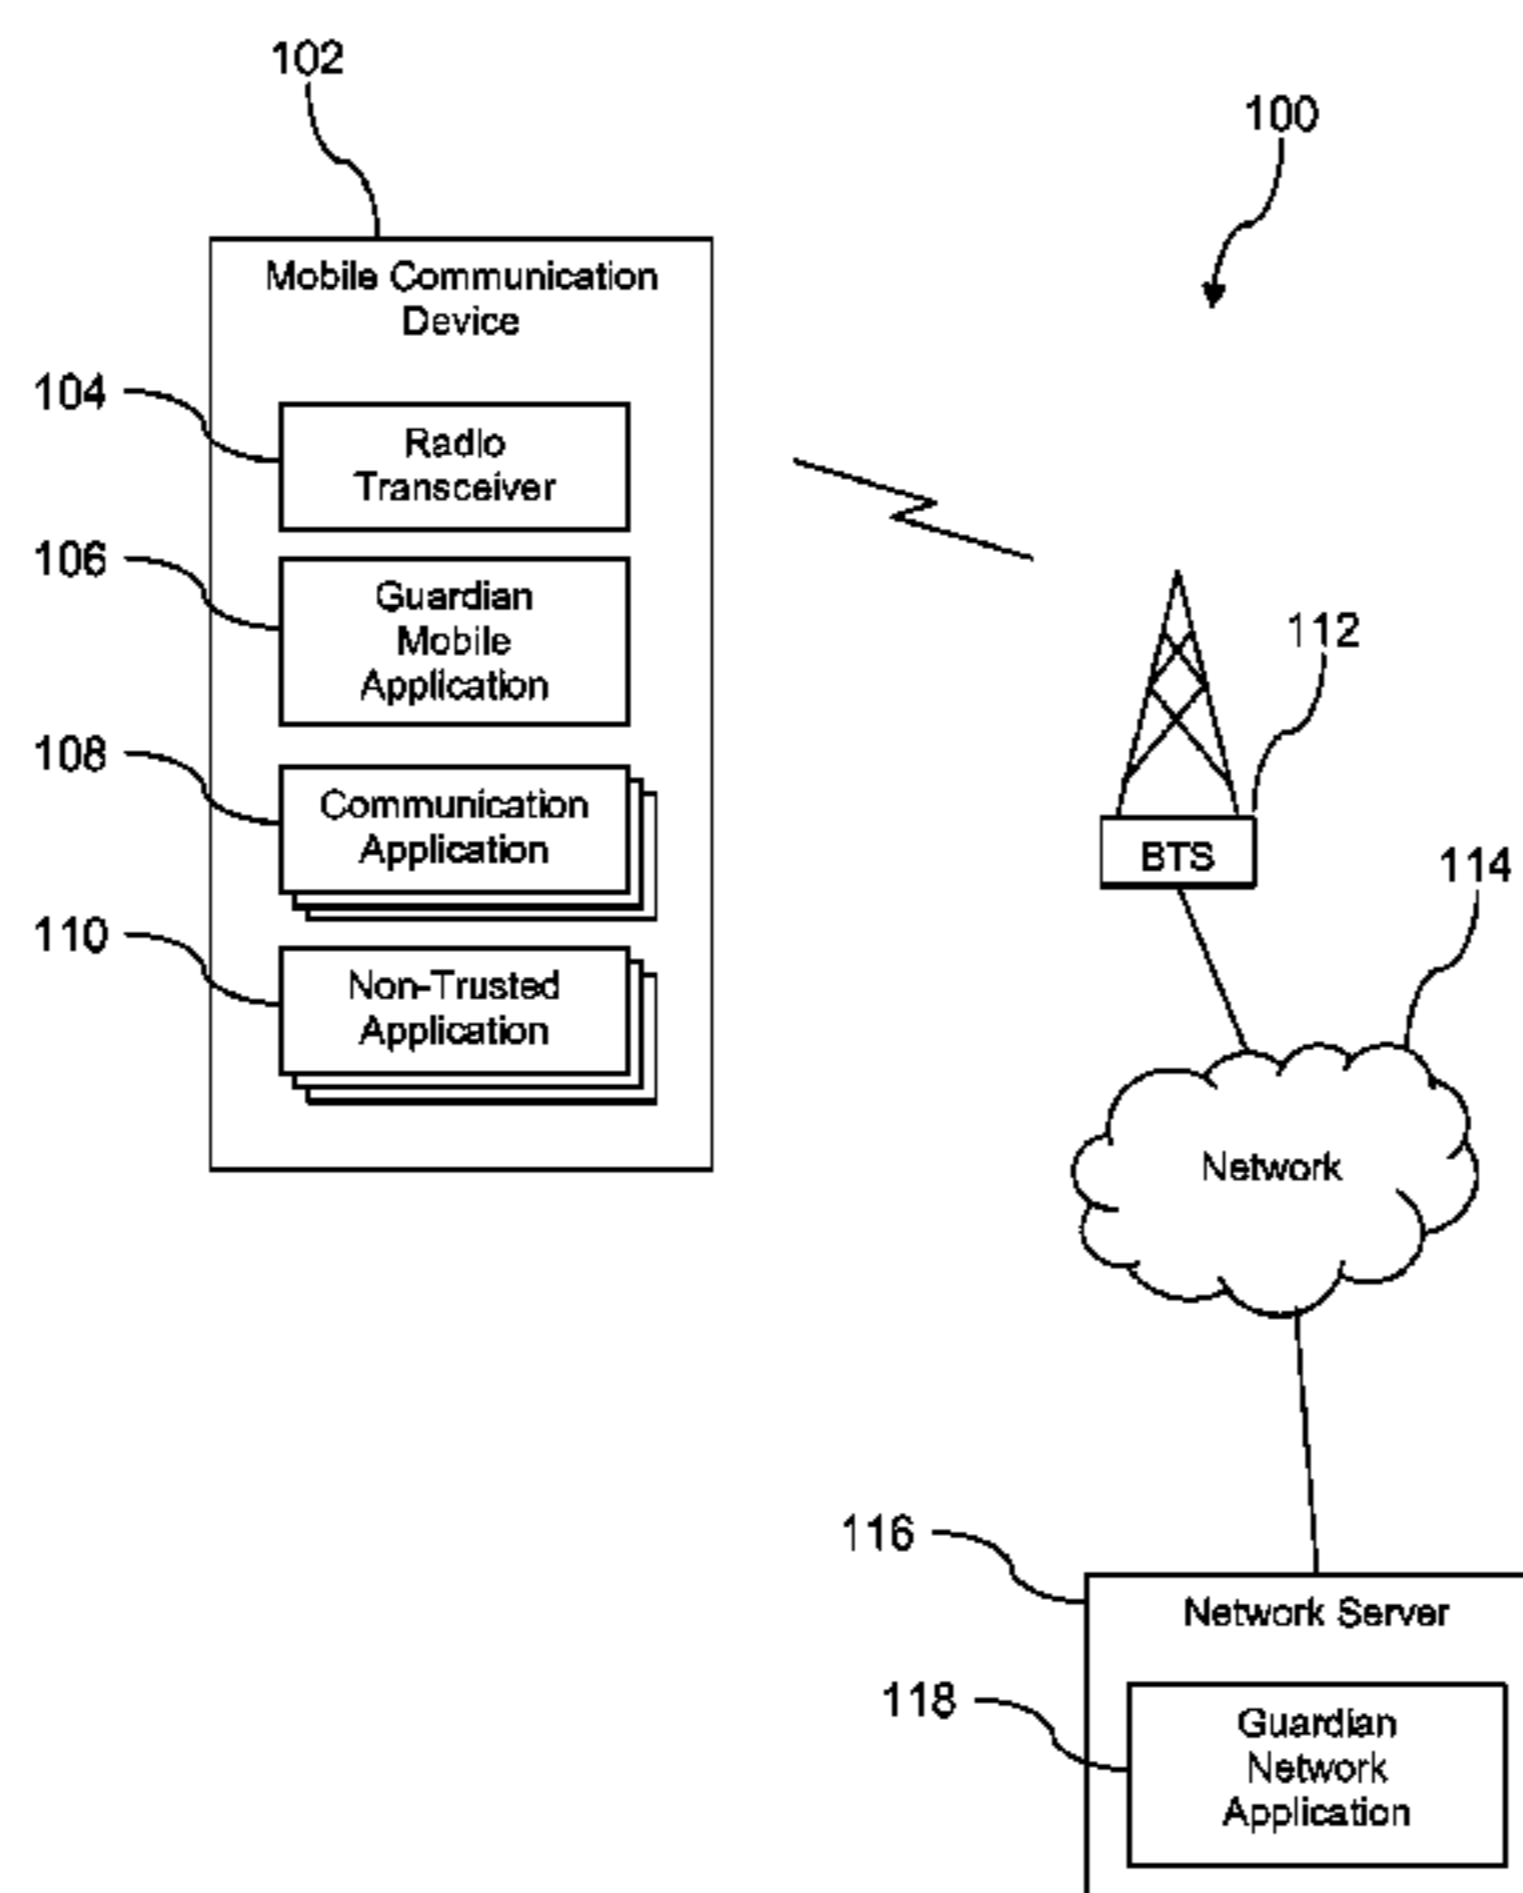 102
100
Mobile Communication
Device
104
Radio
Transceiver
106
Guardian
Mobile
Application
112
108
Communication
Application
BTS
114
110
Non-Trusted
Application
Network
116
Network Server
118
Guardian
Network
Application